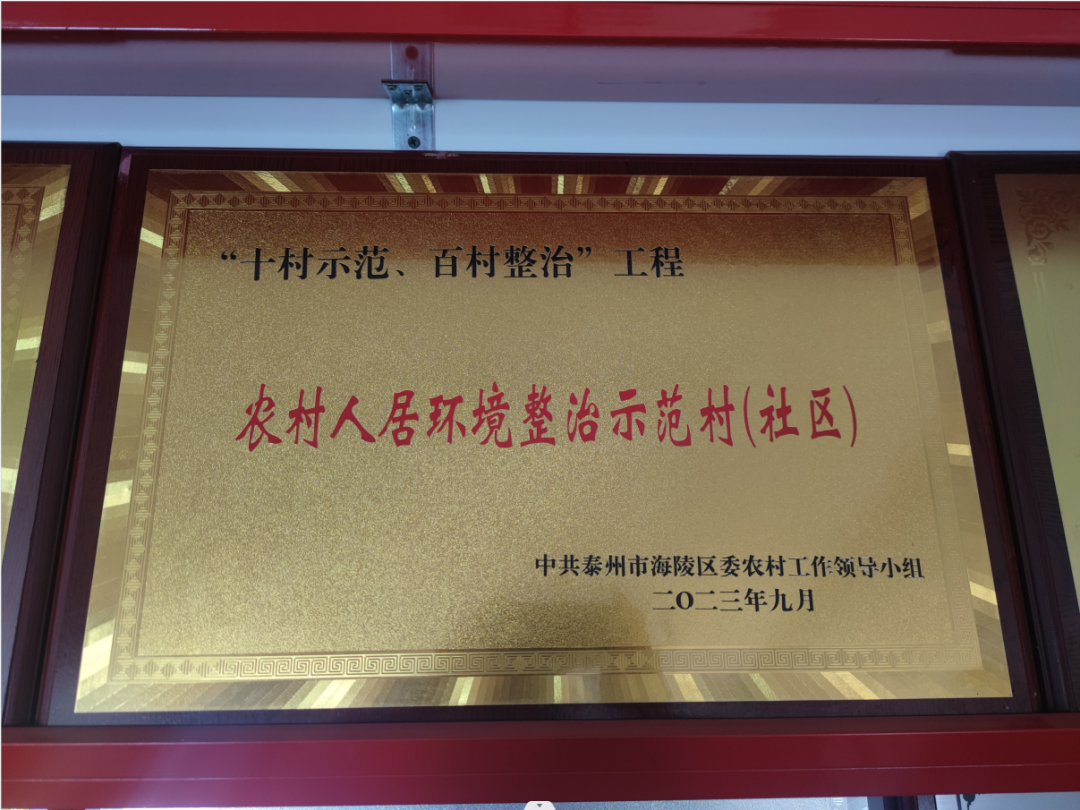 “十村示范、百村整治”工程
农村人居环境整治示范村(社区)
中共泰州市海陵区委农村工作领导小组
二〇二三年九月